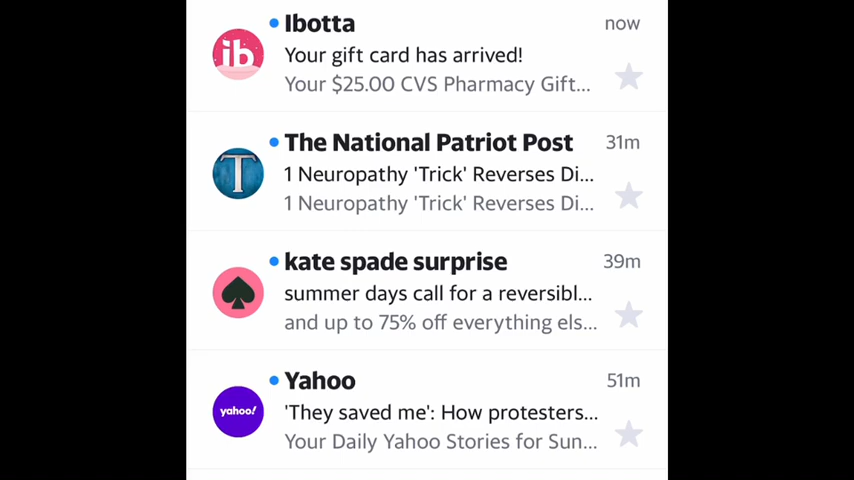 Ibotta now
ib
Your gift card has arrived!
Your $25.00 CVS Pharmacy Gift...
The National Patriot Post 31m
T
1 Neuropathy 'Trick' Reverses Di...
1 Neuropathy 'Trick' Reverses Di...
kate spade surprise 39m
summer days call for a reversibl...
and up to 75% off everything els...
Yahoo 51m
yahoo!
'They saved me': How protesters...
Your Daily Yahoo Stories for Sun...